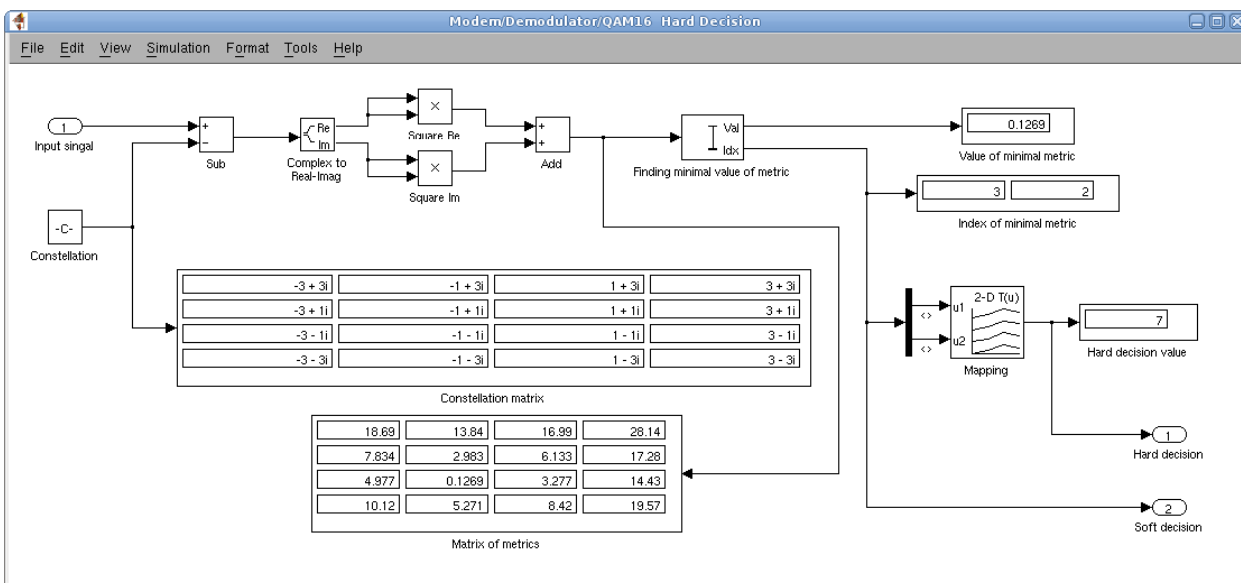 Modem/Demodulator/QAM16 Hard Decision
File Edit View Simulation Format Tools Help
1
Input singal
+
−
Sub
Re
Im
Complex to
Real-Imag
×
Square Re
×
Square Im
+
+
Add
Val
Idx
Finding minimal value of metric
0.1269
Value of minimal metric
3 2
Index of minimal metric
-C-
Constellation
-3 + 3i -1 + 3i 1 + 3i 3 + 3i
-3 + 1i -1 + 1i 1 + 1i 3 + 1i
-3 - 1i -1 - 1i 1 - 1i 3 - 1i
-3 - 3i -1 - 3i 1 - 3i 3 - 3i
Constellation matrix
<>
<>
2-D T(u)
u1
u2
Mapping
7
Hard decision value
18.69 13.84 16.99 28.14
7.834 2.983 6.133 17.28
4.977 0.1269 3.277 14.43
10.12 5.271 8.42 19.57
Matrix of metrics
1
Hard decision
2
Soft decision